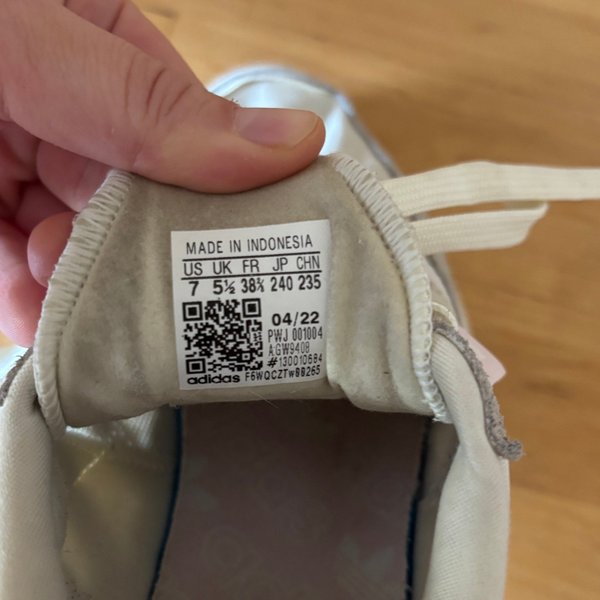 MADE IN INDONESIA
US UK FR JP CHN
7 5½ 38⅔ 240 235
04/22
PWJ 001004
AGW9408
#130010684
adidas F6WQCZTW